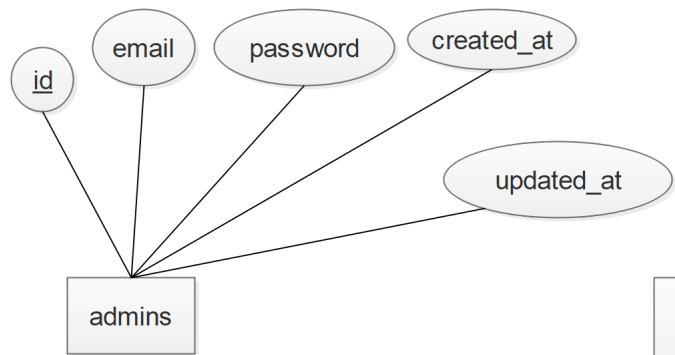 id
email
password
created_at
updated_at
admins